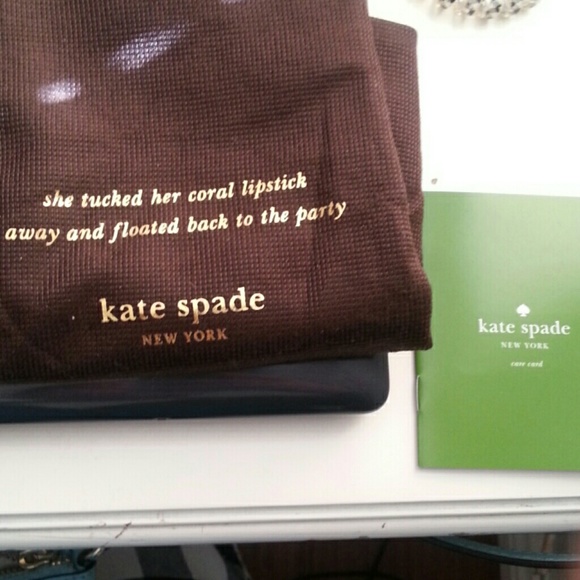 she tucked her coral lipstick
away and floated back to the party
kate spade
NEW YORK
kate spade
NEW YORK
care card